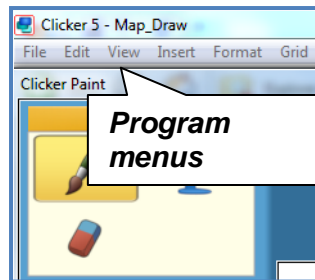 Clicker 5 - Map_Draw
File Edit View Insert Format Grid
Clicker Paint
Program
menus